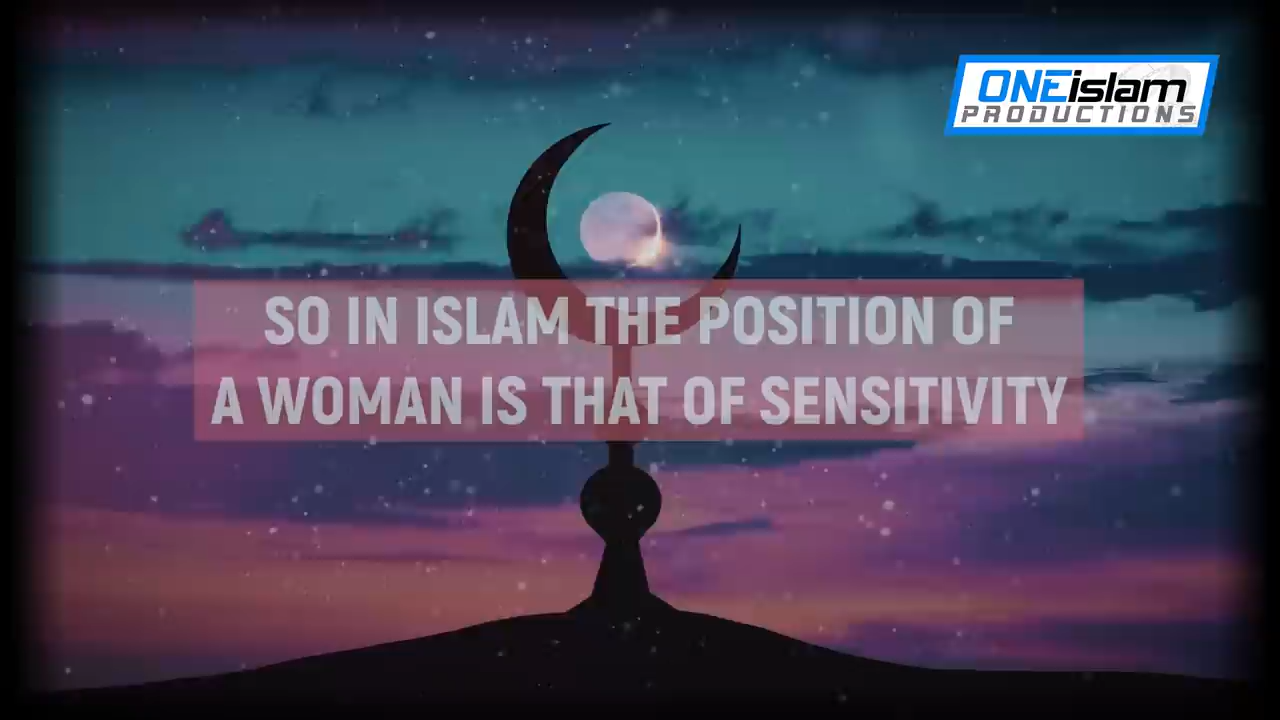 ONEislam
PRODUCTIONS
SO IN ISLAM THE POSITION OF
A WOMAN IS THAT OF SENSITIVITY